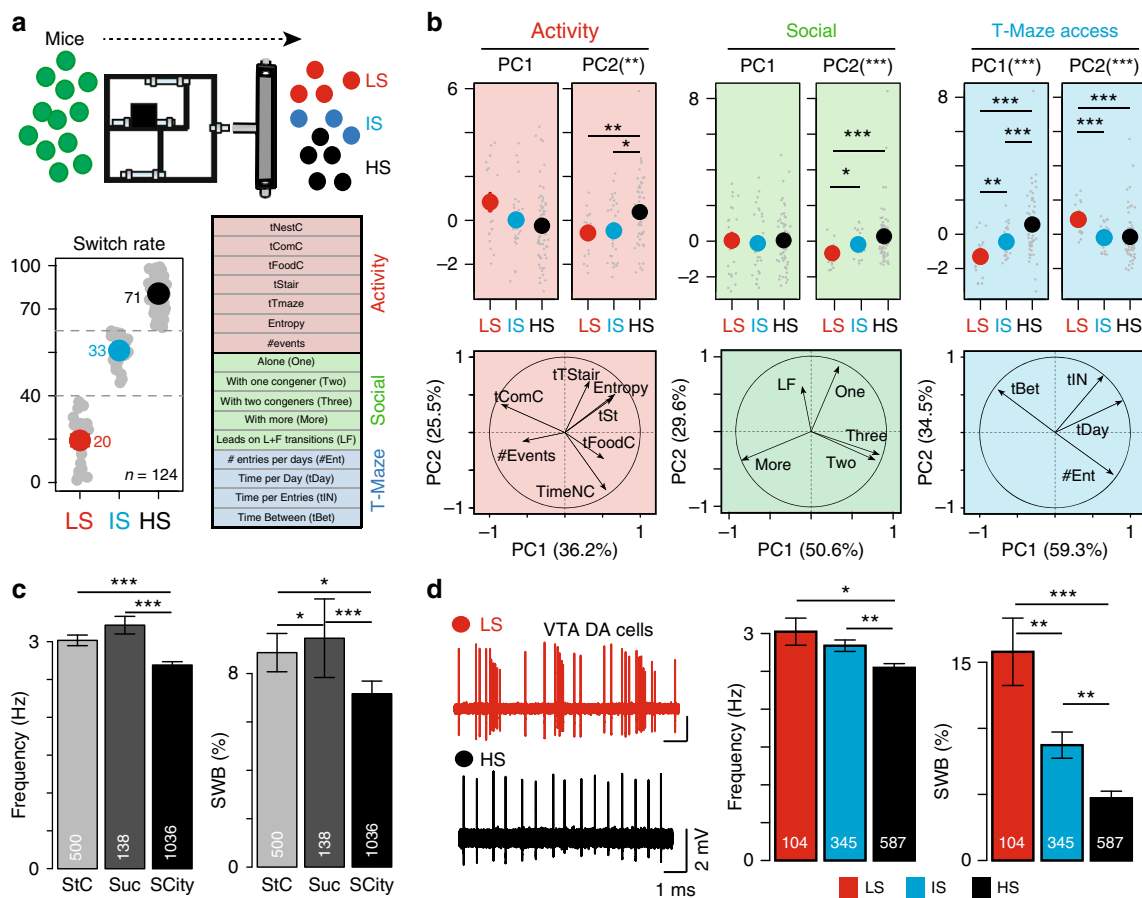 a
Mice
LS
IS
HS
Switch rate
100
70
40
0
71
33
20
n = 124
LS
IS
HS
tNestC
tComC
tFoodC
tStair
tTmaze
Entropy
#events
Alone (One)
With one congener (Two)
With two congeners (Three)
With more (More)
Leads on L+F transitions (LF)
# entries per days (#Ent)
Time per Day (tDay)
Time per Entries (tIN)
Time Between (tBet)
Activity
Social
T-Maze
b
Activity
PC1
PC2(**)
6
2
0
−2
**
*
LS IS HS
LS IS HS
Social
PC1
PC2(***)
8
2
0
−2
***
*
LS IS HS
LS IS HS
T-Maze access
PC1(***)
PC2(***)
8
2
0
−2
***
***
**
***
***
LS IS HS
LS IS HS
PC2 (25.5%)
1
−1
tTStair
Entropy
tComC
tSt
tFoodC
#Events
TimeNC
−1
1
PC1 (36.2%)
PC2 (29.6%)
1
−1
LF
One
Three
More
Two
−1
1
PC1 (50.6%)
PC2 (34.5%)
1
−1
tBet
tIN
tDay
#Ent
−1
1
PC1 (59.3%)
c
Frequency (Hz)
3
0
***
***
500
138
1036
StC Suc SCity
SWB (%)
8
0
*
*
***
500
138
1036
StC Suc SCity
d
LS
VTA DA cells
HS
2 mV
1 ms
Frequency (Hz)
3
0
*
**
104
345
587
SWB (%)
15
0
***
**
**
104
345
587
LS
IS
HS